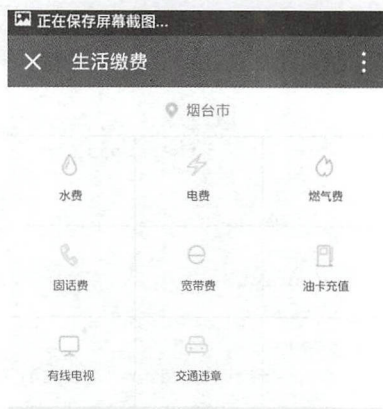 正在保存屏幕截图...
生活缴费
烟台市
水费
电费
燃气费
固话费
宽带费
油卡充值
有线电视
交通违章